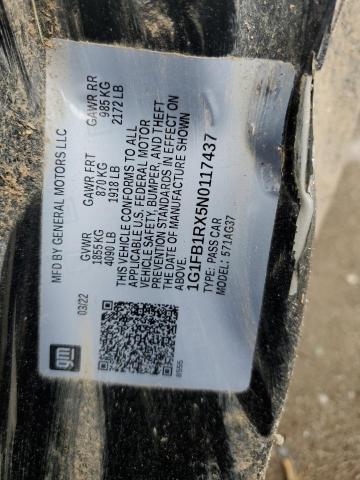 MFD BY GENERAL MOTORS LLC
03/22
GVWR GAWR FRT GAWR RR
1855 KG 870 KG 985 KG
4090 LB 1918 LB 2172 LB
THIS VEHICLE CONFORMS TO ALL
APPLICABLE U.S. FEDERAL MOTOR
VEHICLE SAFETY, BUMPER, AND THEFT
PREVENTION STANDARDS IN EFFECT ON
THE DATE OF MANUFACTURE SHOWN
ABOVE.
1G1FB1RX5N0117437
TYPE: PASS CAR
MODEL: 571AG37
gm